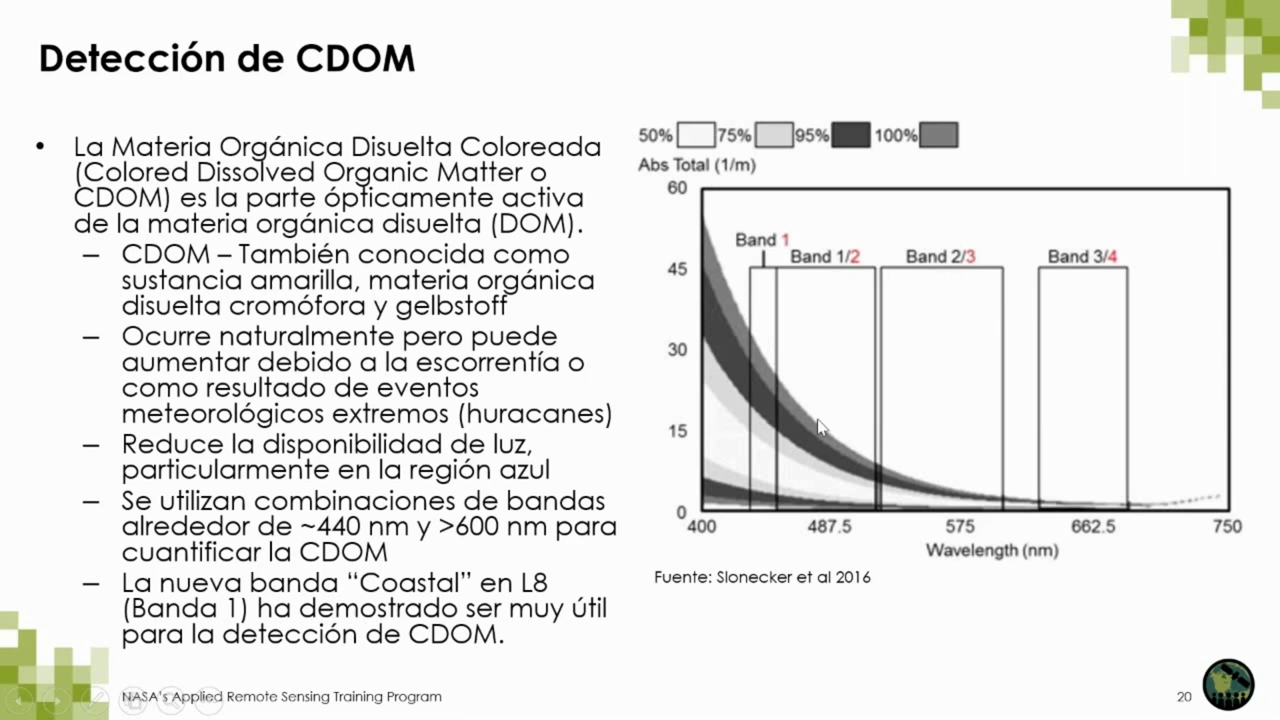 Detección de CDOM
• La Materia Orgánica Disuelta Coloreada
(Colored Dissolved Organic Matter o
CDOM) es la parte ópticamente activa
de la materia orgánica disuelta (DOM).
– CDOM – También conocida como
sustancia amarilla, materia orgánica
disuelta cromófora y gelbstoff
– Ocurre naturalmente pero puede
aumentar debido a la escorrentía o
como resultado de eventos
meteorológicos extremos (huracanes)
– Reduce la disponibilidad de luz,
particularmente en la región azul
– Se utilizan combinaciones de bandas
alrededor de ~440 nm y >600 nm para
cuantificar la CDOM
– La nueva banda “Coastal” en L8
(Banda 1) ha demostrado ser muy útil
para la detección de CDOM.
50% 75% 95% 100%
Abs Total (1/m)
60
45
30
15
0
Band 1
Band 1/2 Band 2/3 Band 3/4
400 487.5 575 662.5 750
Wavelength (nm)
Fuente: Slonecker et al 2016
NASA's Applied Remote Sensing Training Program
20